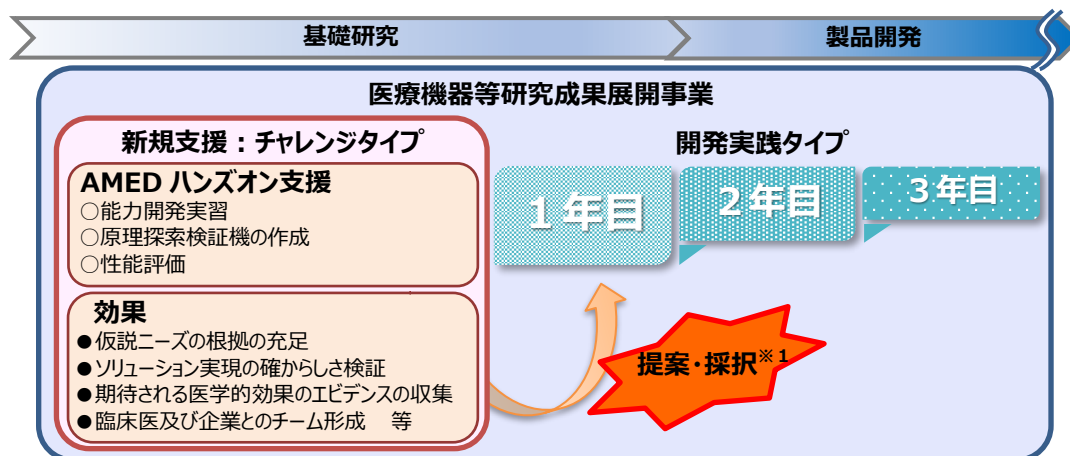 基礎研究
製品開発
医療機器等研究成果展開事業
新規支援：チャレンジタイプ
AMED ハンズオン支援
○能力開発実習
○原理探索検証機の作成
○性能評価
効果
●仮説ニーズの根拠の充足
●ソリューション実現の確からしさ検証
●期待される医学的効果のエビデンスの収集
●臨床医及び企業とのチーム形成　等
開発実践タイプ
１年目
２年目
３年目
提案・採択※１